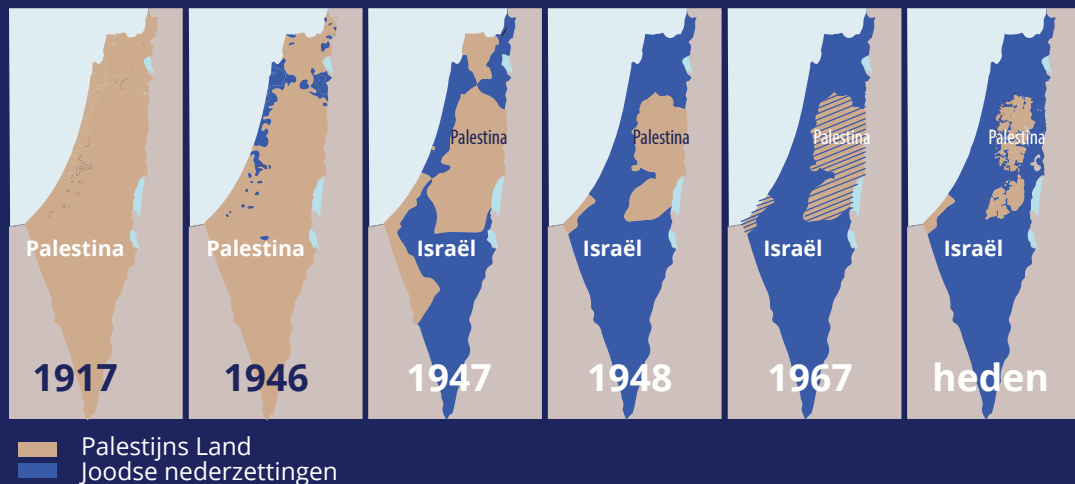 Palestina
1917
Palestina
1946
Palestina
Israël
1947
Palestina
Israël
1948
Palestina
Israël
1967
Palestina
Israël
heden
Palestijns Land
Joodse nederzettingen